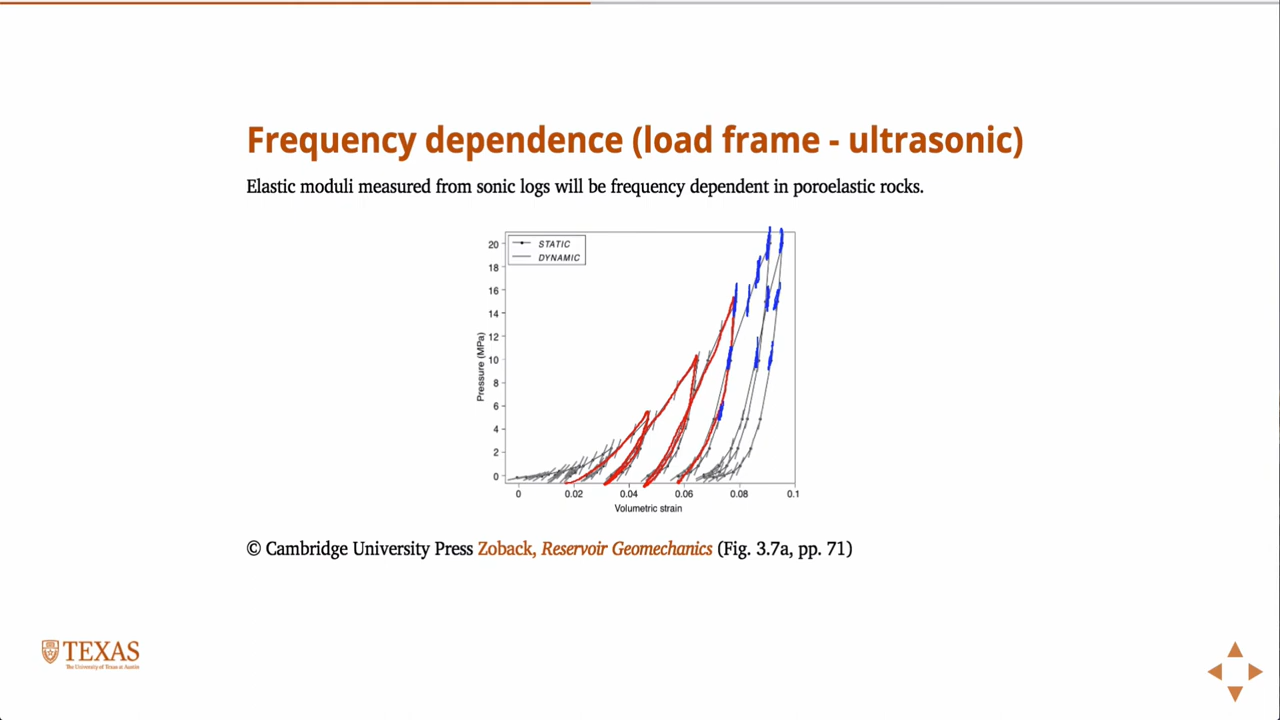 Frequency dependence (load frame - ultrasonic)
Elastic moduli measured from sonic logs will be frequency dependent in poroelastic rocks.
STATIC
DYNAMIC
20
18
16
14
12
10
8
6
4
2
0
Pressure (MPa)
0 0.02 0.04 0.06 0.08 0.1
Volumetric strain
© Cambridge University Press Zoback, Reservoir Geomechanics (Fig. 3.7a, pp. 71)
TEXAS
The University of Texas at Austin